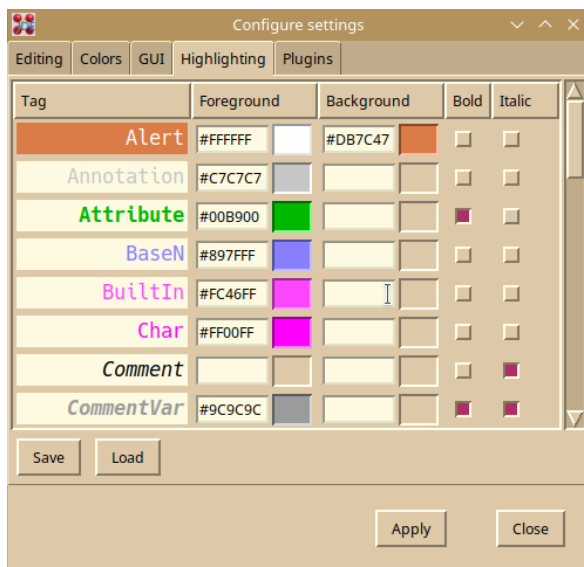 Configure settings
Editing Colors GUI Highlighting Plugins
Tag Foreground Background Bold Italic
Alert #FFFFFF #DB7C47
Annotation #C7C7C7
Attribute #00B900
BaseN #897FFF
BuiltIn #FC46FF
Char #FF00FF
Comment
CommentVar #9C9C9C
Save Load
Apply Close